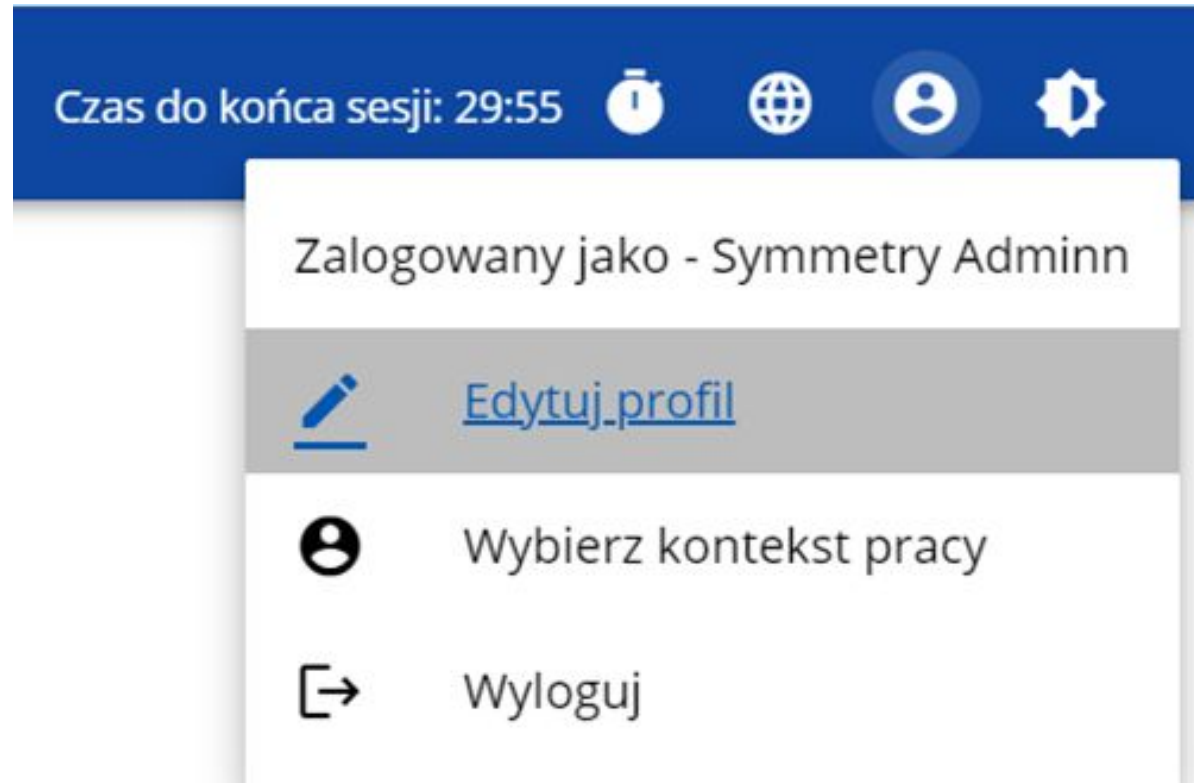 Czas do końca sesji: 29:55
Zalogowany jako - Symmetry Adminn
Edytuj profil
Wybierz kontekst pracy
Wyloguj